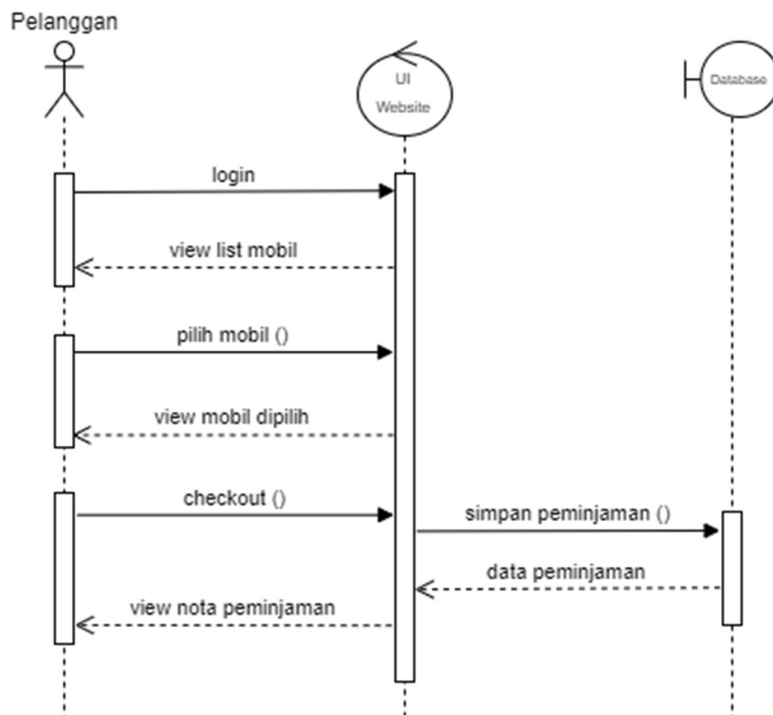 Pelanggan
UI
Website
Database
login
view list mobil
pilih mobil ()
view mobil dipilih
checkout ()
simpan peminjaman ()
data peminjaman
view nota peminjaman